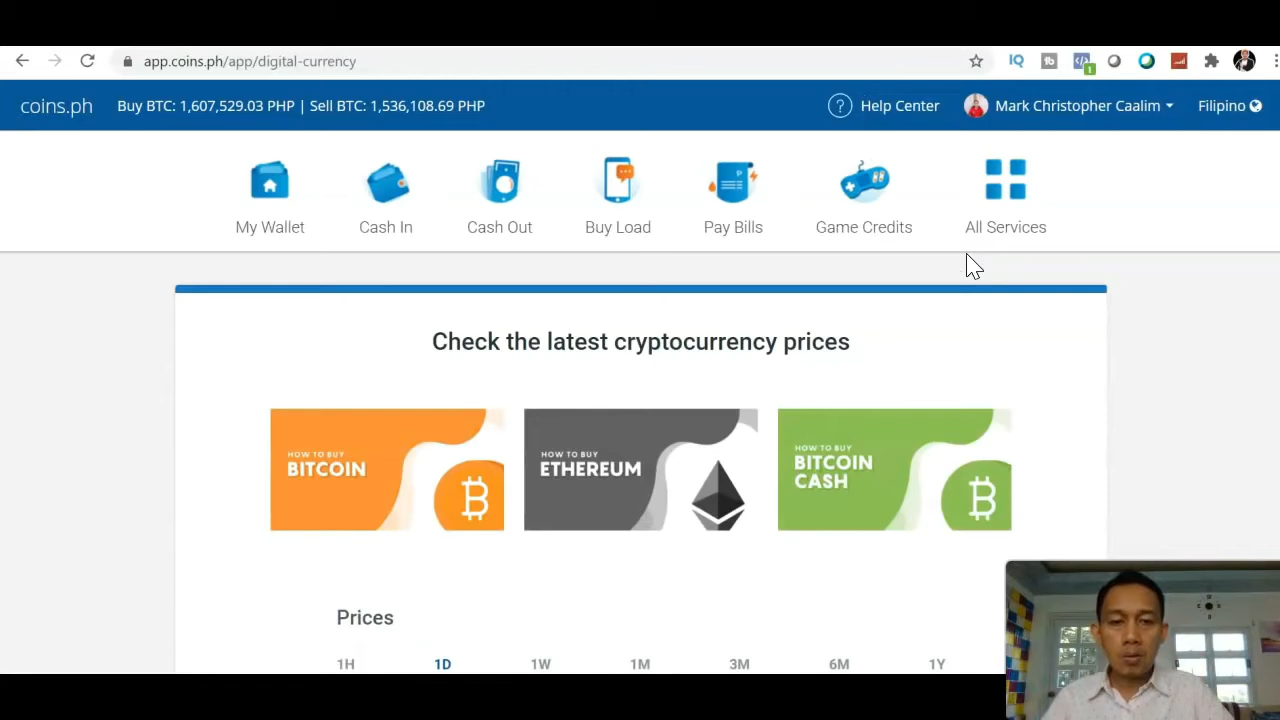 app.coins.ph/app/digital-currency
IQ
1
coins.ph
Buy BTC: 1,607,529.03 PHP | Sell BTC: 1,536,108.69 PHP
? Help Center
Mark Christopher Caalim
Filipino
My Wallet
Cash In
Cash Out
Buy Load
Pay Bills
Game Credits
All Services
Check the latest cryptocurrency prices
HOW TO BUY
BITCOIN
HOW TO BUY
ETHEREUM
HOW TO BUY
BITCOIN
CASH
Prices
1H
1D
1W
1M
3M
6M
1Y